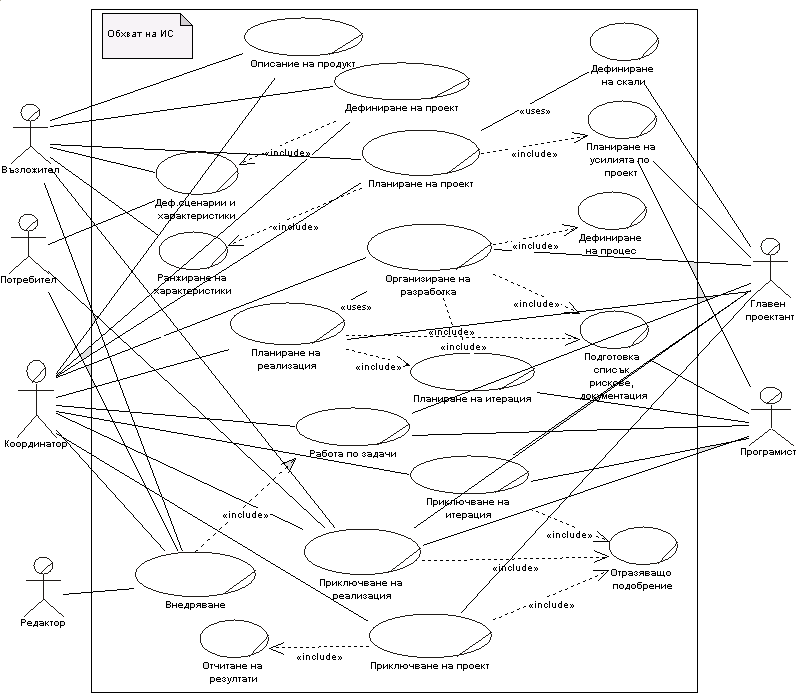 Обхват на ИС
Описание на продукт
Дефиниране
на скали
Дефиниране на проект
«uses»
«include»
«include»
Планиране на
усилията по
проект
Възложител
Планиране на проект
Деф.сценарии и
характеристики
«include»
Дефиниране
на процес
«include»
Потребител
Ранжиране на
характеристики
Организиране на
разработка
«uses»
«include»
Главен
проектант
«include»
«include»
Планиране на
реализация
«include»
Подготовка
списък
рискове,
документация
Планиране на итерация
Координатор
Работа по задачи
Програмист
Приключване на
итерация
«include»
«include»
«include»
Приключване на
реализация
Отразяващо
подобрение
Внедряване
«include»
Редактор
Отчитане на
резултати
«include»
Приключване на проект